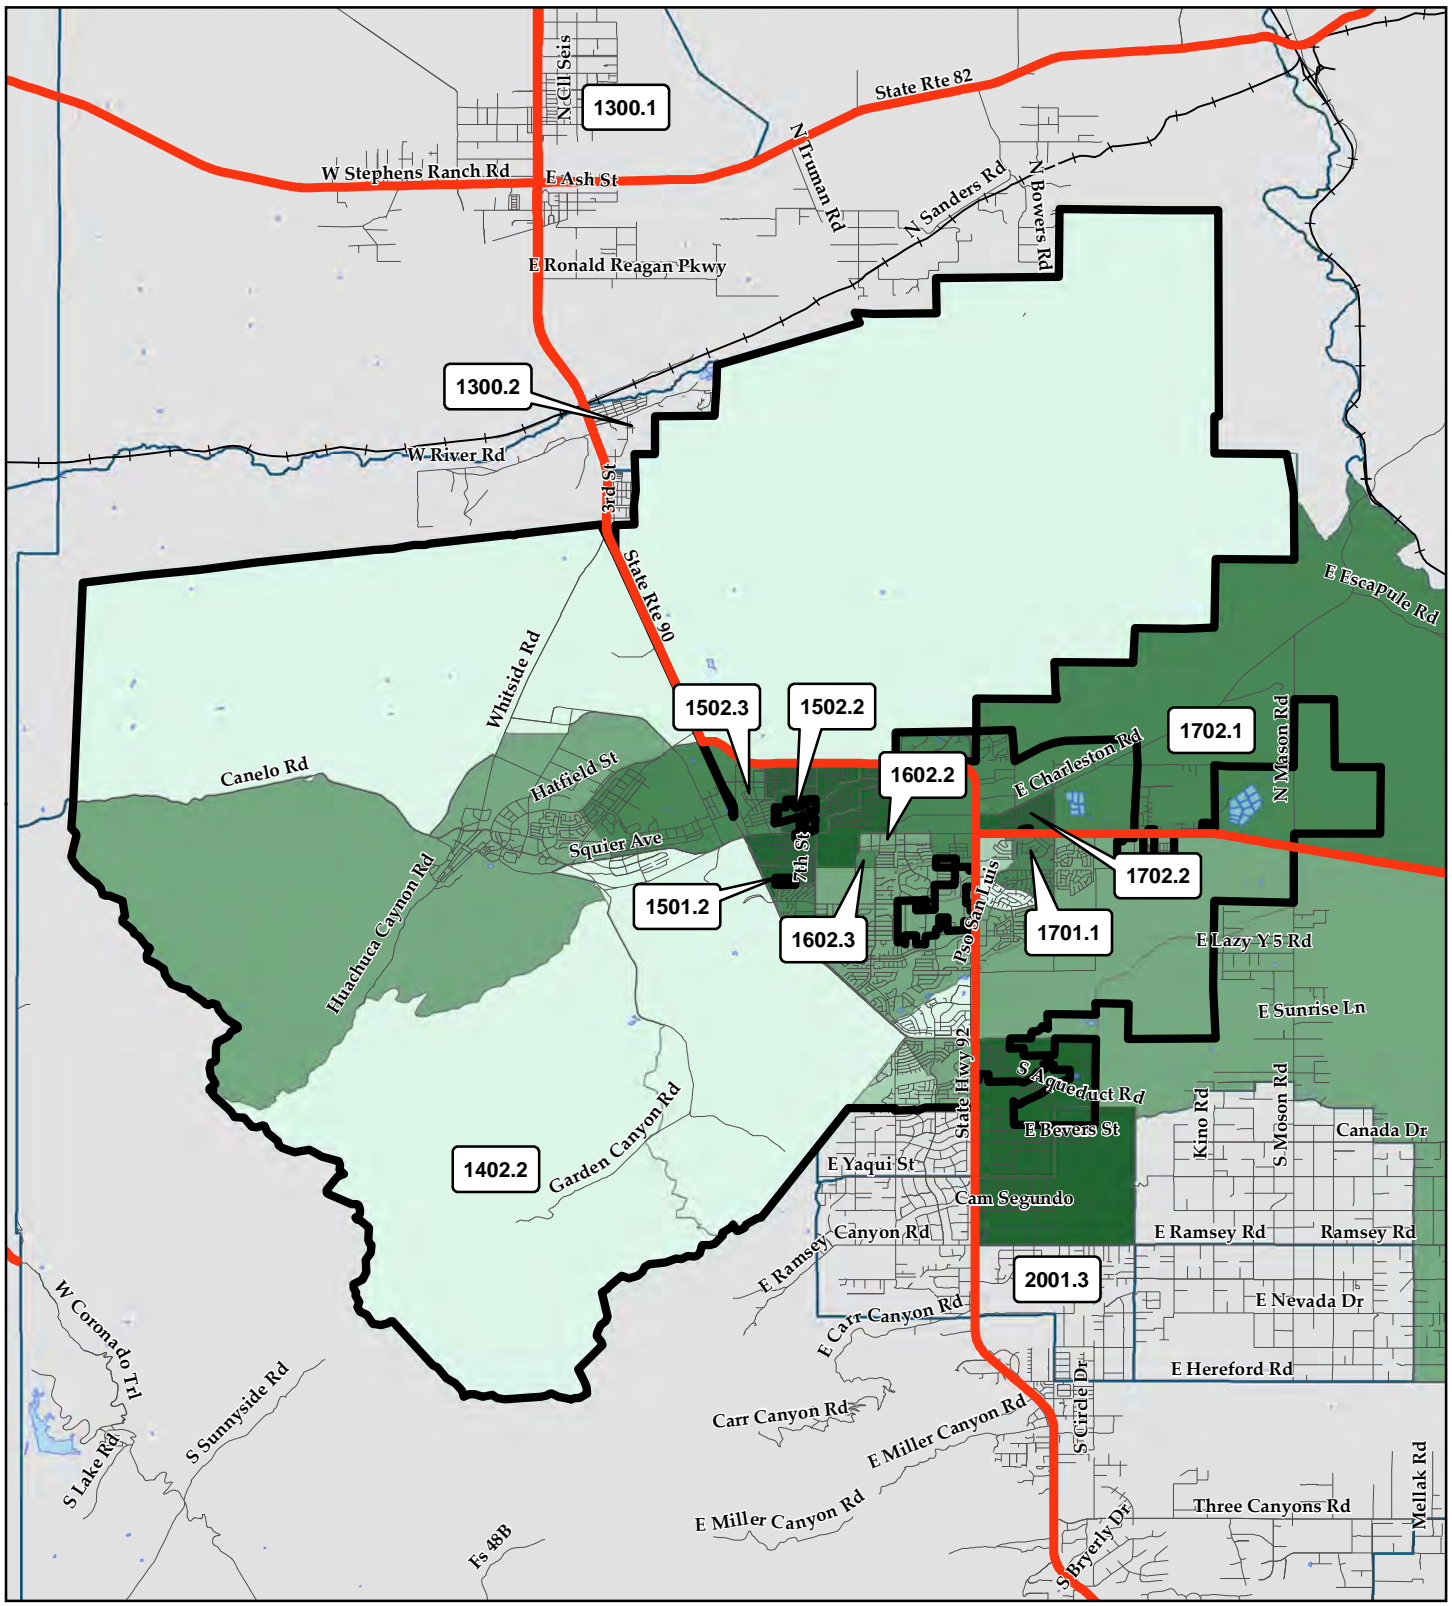 N Cll Seis
1300.1
State Rte 82
W Stephens Ranch Rd
E Ash St
N Truman Rd
N Sanders Rd
N Bowers Rd
E Ronald Reagan Pkwy
1300.2
W River Rd
3rd St
State Rte 90
E Escapule Rd
Whitside Rd
1502.3
1502.2
1702.1
N Mason Rd
E Charleston Rd
Canelo Rd
Hatfield St
1602.2
Squier Ave
7th St
1702.2
1501.2
1602.3
Pso San Luis
1701.1
E Lazy Y 5 Rd
Huachuca Caynon Rd
E Sunrise Ln
State Hwy 92
S Aqueduct Rd
Kino Rd
S Moson Rd
E Bevers St
Canada Dr
Garden Canyon Rd
1402.2
E Yaqui St
Cam Segundo
E Ramsey Canyon Rd
E Ramsey Rd
Ramsey Rd
2001.3
W Coronado Trl
E Carr Canyon Rd
E Nevada Dr
E Hereford Rd
S Sunnyside Rd
Carr Canyon Rd
E Miller Canyon Rd
S Circle Dr
S Lake Rd
E Miller Canyon Rd
Three Canyons Rd
Mellak Rd
Fs 48B
S Bryerly Dr